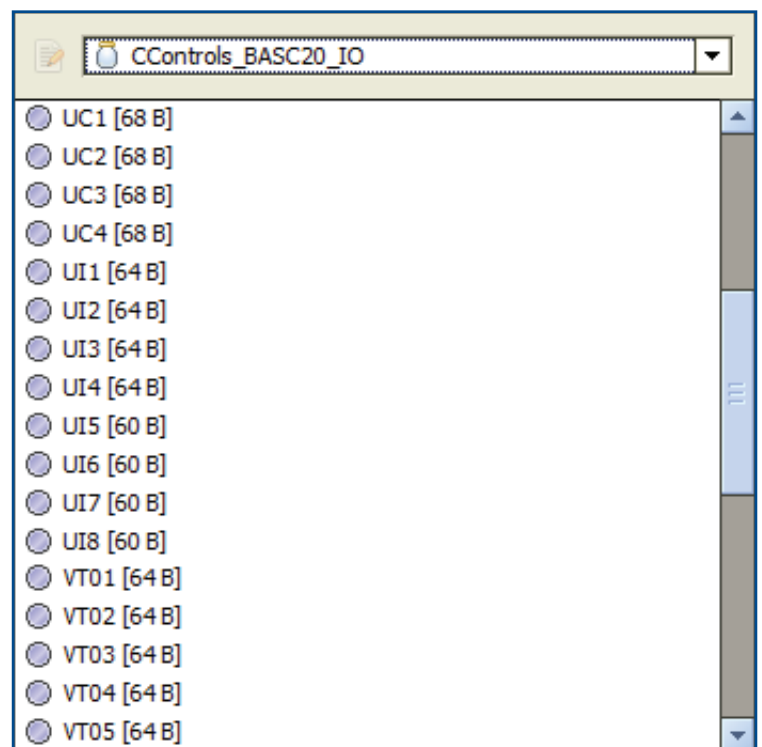 CControls_BASC20_IO
UC1 [68 B]
UC2 [68 B]
UC3 [68 B]
UC4 [68 B]
UI1 [64 B]
UI2 [64 B]
UI3 [64 B]
UI4 [64 B]
UI5 [60 B]
UI6 [60 B]
UI7 [60 B]
UI8 [60 B]
VT01 [64 B]
VT02 [64 B]
VT03 [64 B]
VT04 [64 B]
VT05 [64 B]